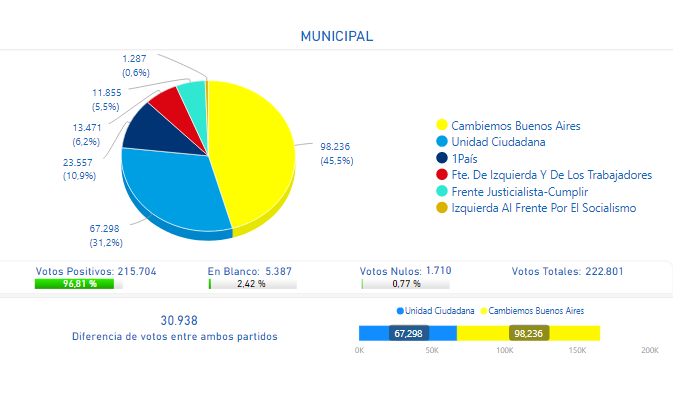 MUNICIPAL
1.287
(0,6%)
11.855
(5,5%)
13.471
(6,2%)
23.557
(10,9%)
67.298
(31,2%)
98.236
(45,5%)
Cambiemos Buenos Aires
Unidad Ciudadana
1País
Fte. De Izquierda Y De Los Trabajadores
Frente Justicialista-Cumplir
Izquierda Al Frente Por El Socialismo
Votos Positivos: 215.704
96,81 %
En Blanco: 5.387
2,42 %
Votos Nulos: 1.710
0,77 %
Votos Totales: 222.801
30.938
Diferencia de votos entre ambos partidos
Unidad Ciudadana Cambiemos Buenos Aires
67,298 98,236
0K 50K 100K 150K 200K